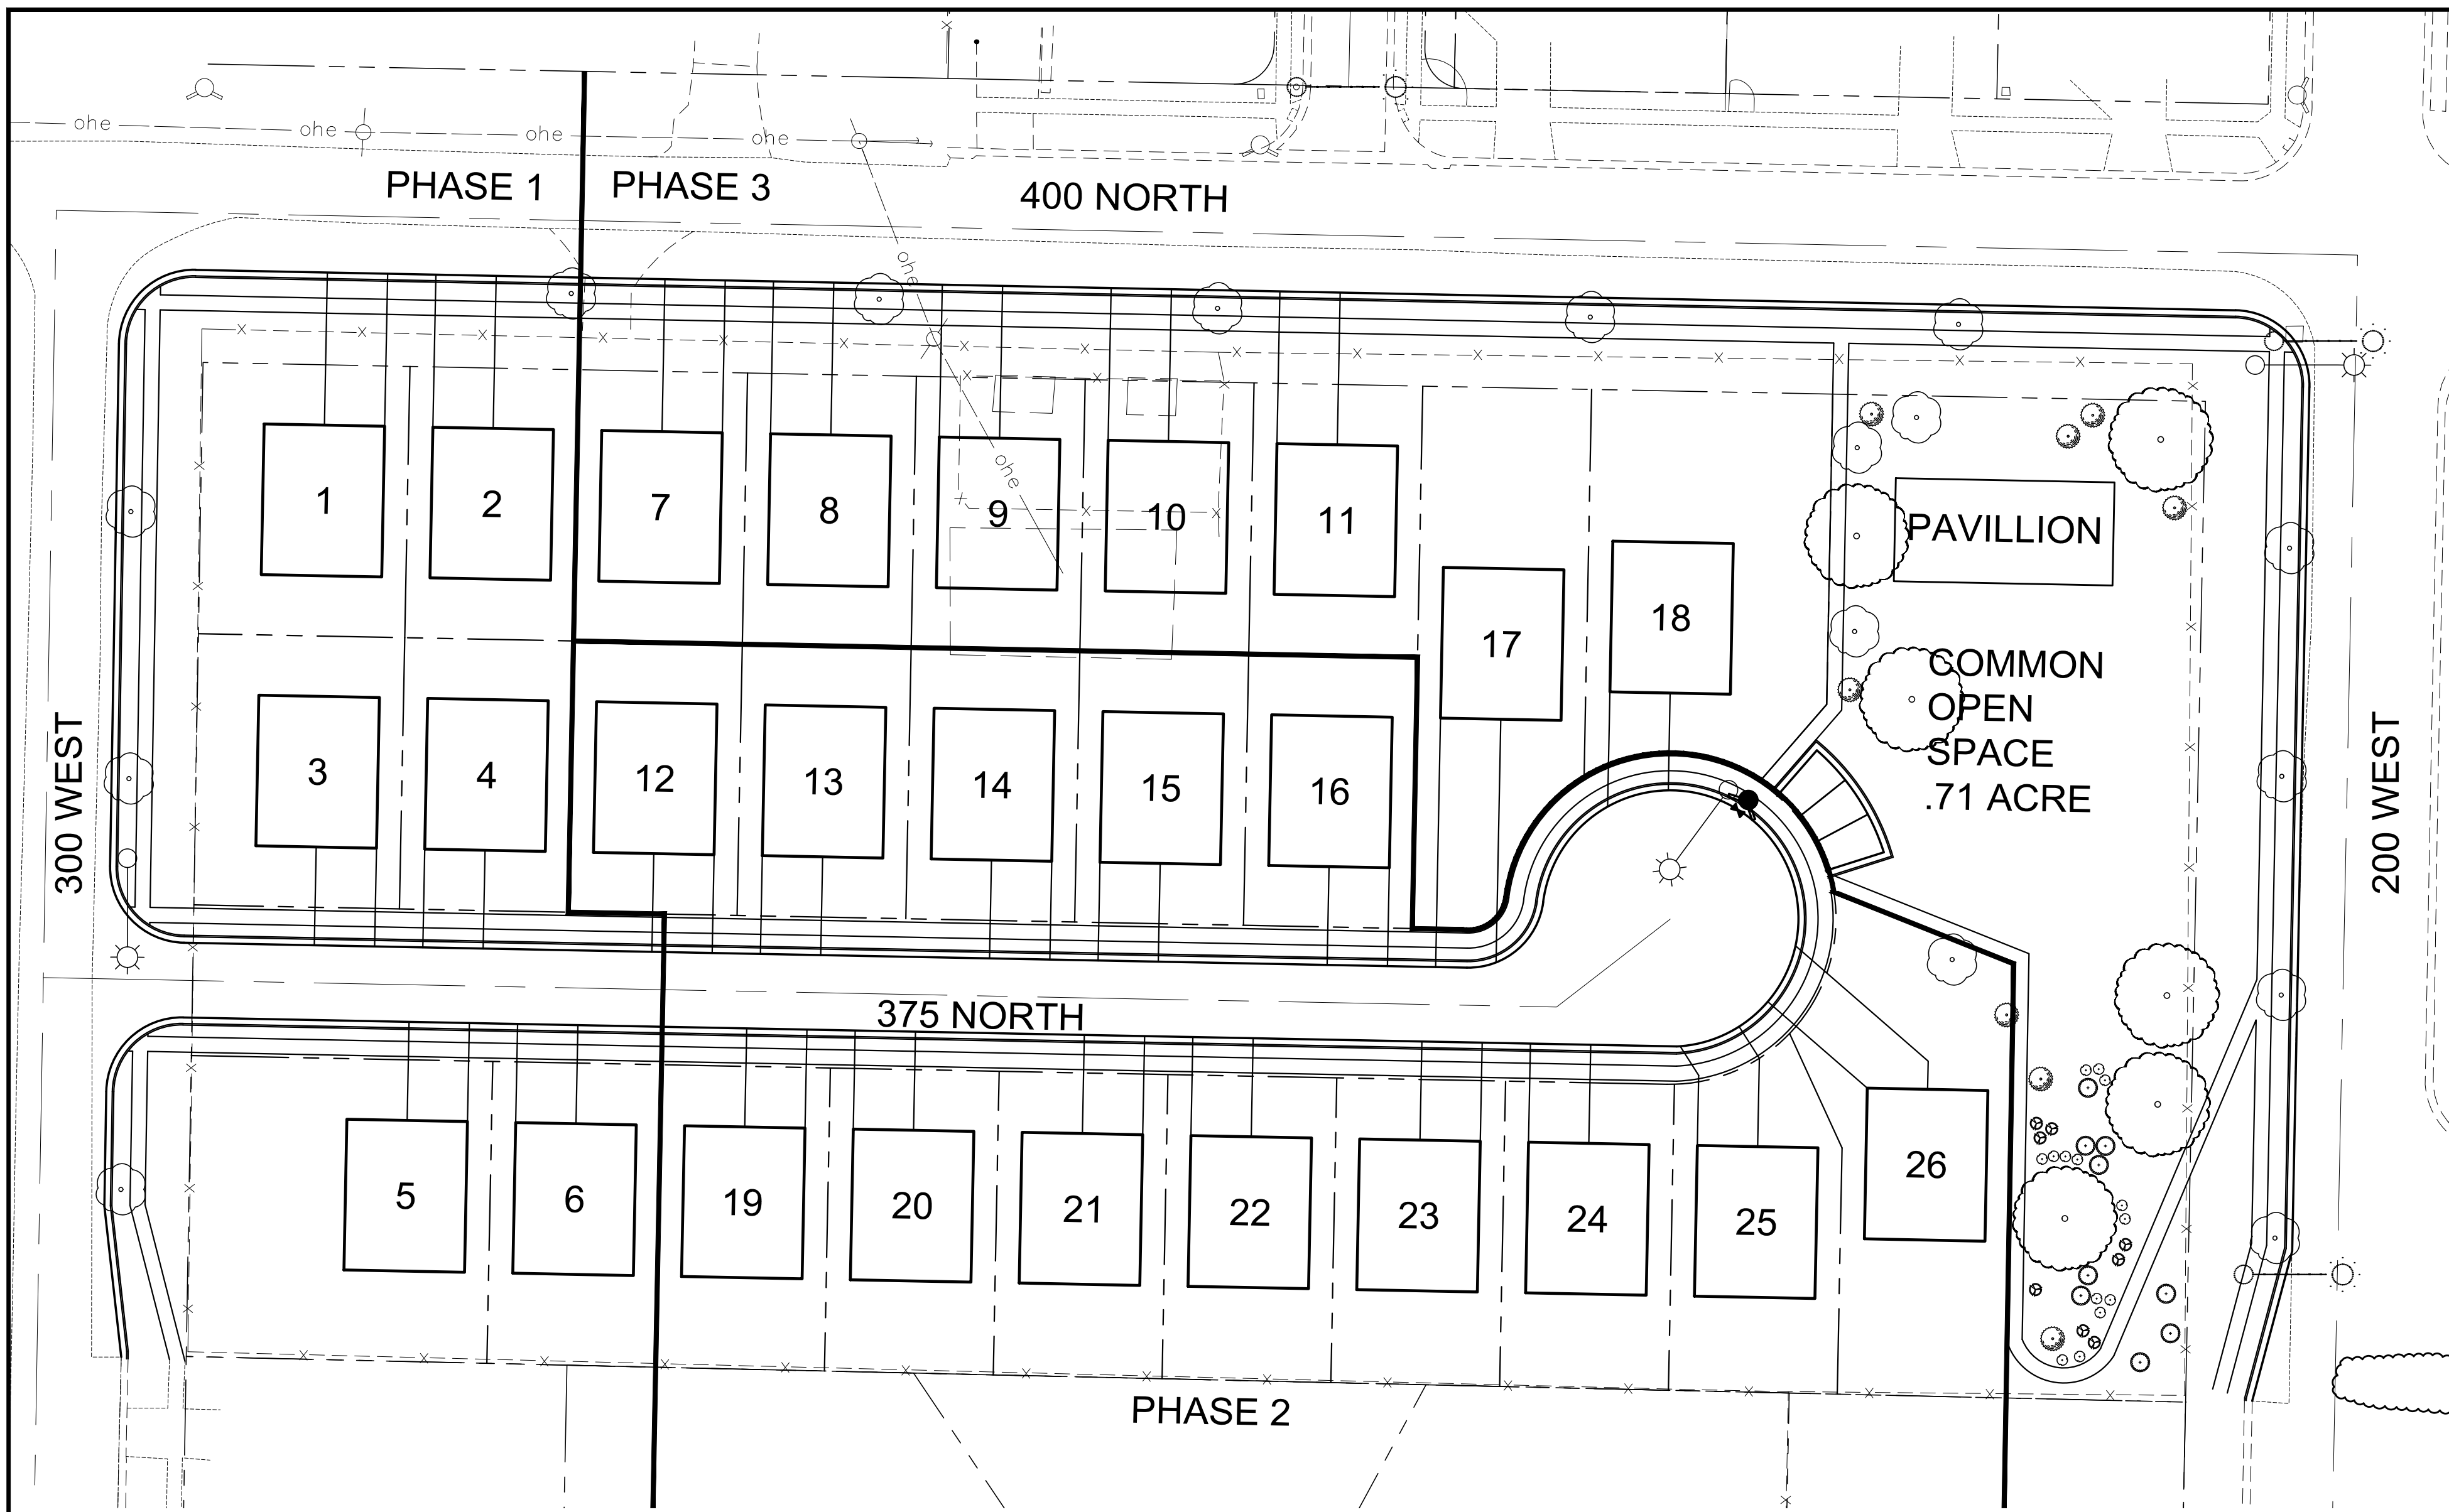 ohe
ohe
ohe
ohe
PHASE 1
PHASE 3
400 NORTH
ohe
1
2
7
8
9
10
11
ohe
PAVILLION
17
18
COMMON
OPEN
SPACE
.71 ACRE
300 WEST
200 WEST
3
4
12
13
14
15
16
375 NORTH
5
6
19
20
21
22
23
24
25
26
PHASE 2